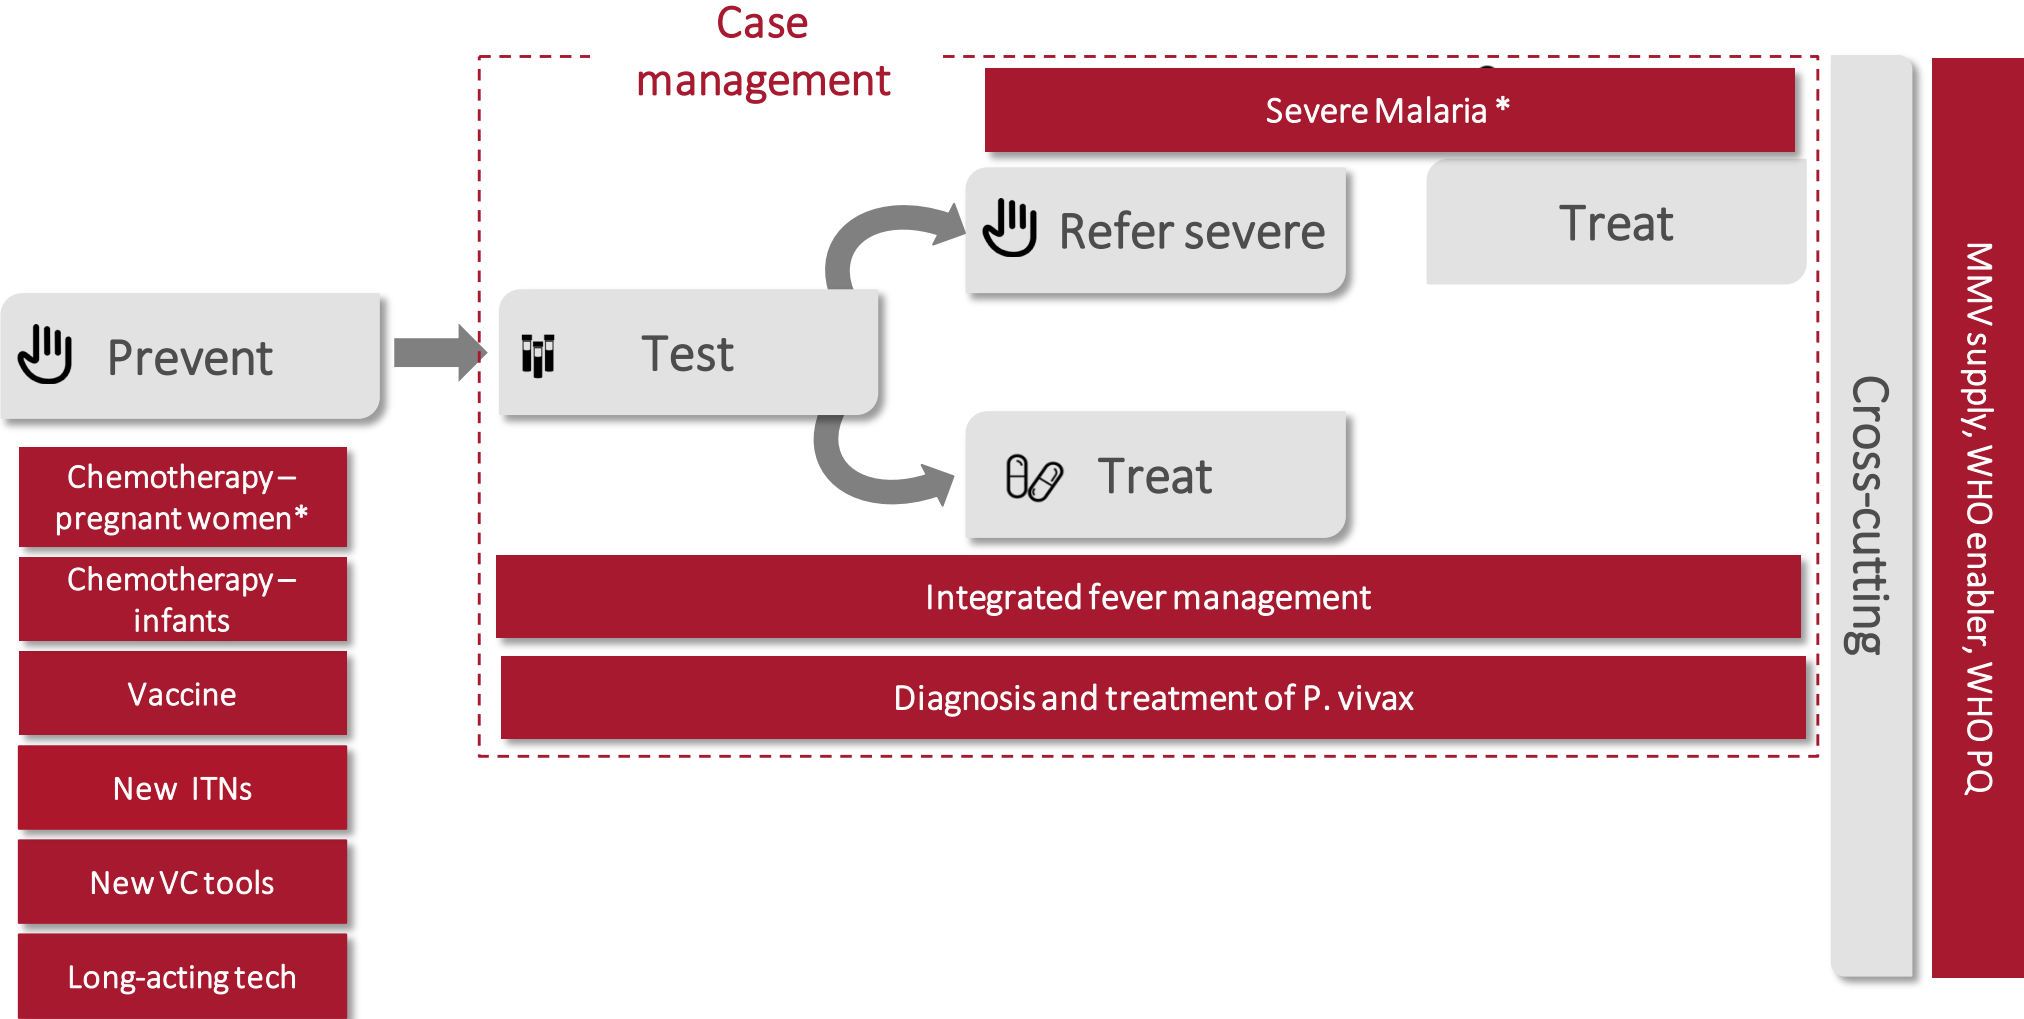 Case
management
Severe Malaria *
Refer severe
Treat
Prevent
Test
Treat
Chemotherapy –
pregnant women*
Chemotherapy –
infants
Vaccine
New ITNs
New VC tools
Long-acting tech
Integrated fever management
Diagnosis and treatment of P. vivax
Cross-cutting
MMV supply, WHO enabler, WHO PQ